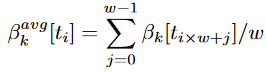 β_k^{avg}[t_i] = \sum_{j=0}^{w-1} β_k[t_{i×w+j}]/w